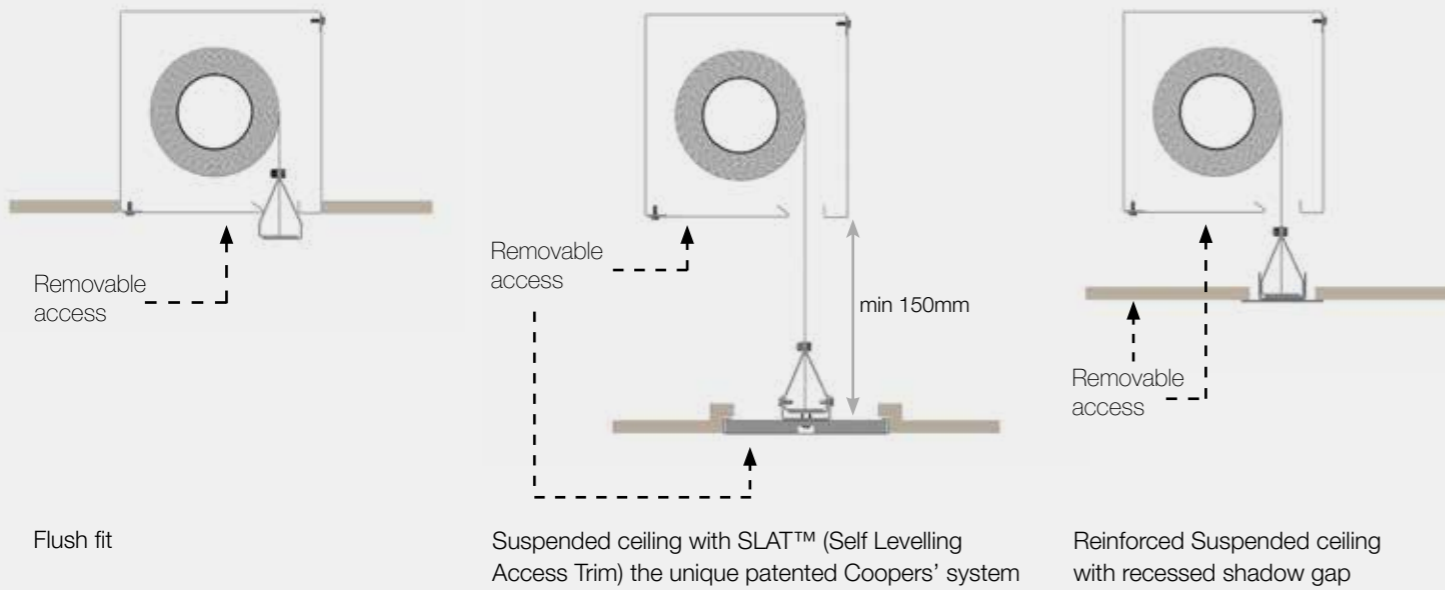 Removable
access
Flush fit
Removable
access
min 150mm
Suspended ceiling with SLAT™ (Self Levelling
Access Trim) the unique patented Coopers’ system
Removable
access
Reinforced Suspended ceiling
with recessed shadow gap